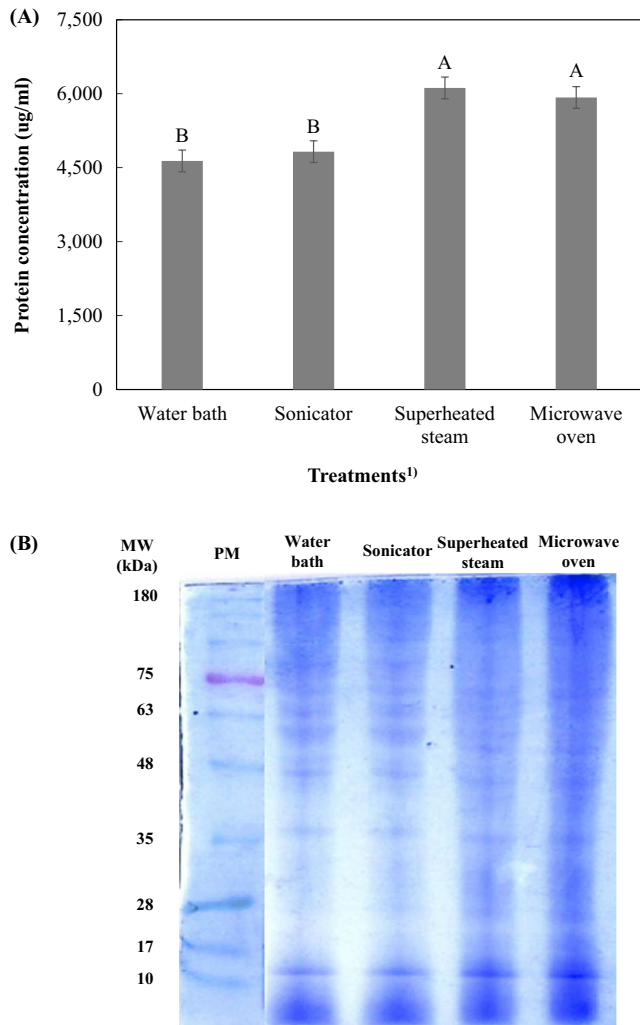 (A)
7,500
6,000
4,500
3,000
1,500
0
Protein concentration (ug/ml)
B
B
A
A
Water bath
Sonicator
Superheated
steam
Microwave
oven
Treatments1)
(B)
MW
(kDa)
PM
Water
bath
Sonicator
Superheated
steam
Microwave
oven
180
75
63
48
35
28
17
10